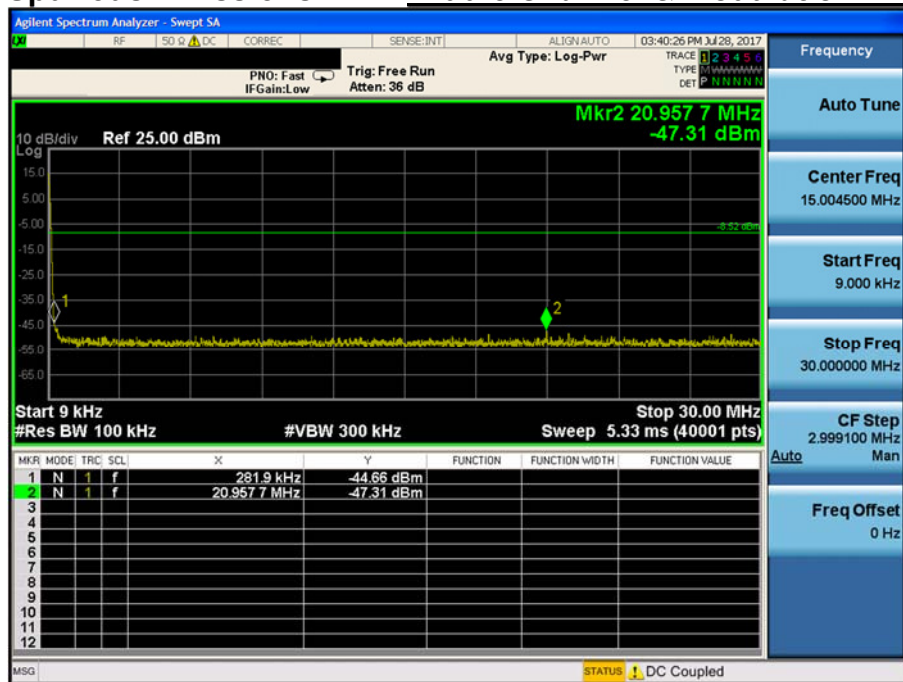 Agilent Spectrum Analyzer - Swept SA
RF 50 Ω DC CORREC SENSE:INT ALIGN AUTO 03:40:26 PM Jul 28, 2017
Avg Type: Log-Pwr TRACE 1 2 3 4 5 6
PNO: Fast Trig: Free Run TYPE M W W W W W
IFGain:Low Atten: 36 dB DET P N N N N N
Mkr2 20.957 7 MHz
10 dB/div Ref 25.00 dBm -47.31 dBm
Log
15.0
5.00
-5.00
-8.52 dBm
-15.0
-25.0
-35.0
1
2
-45.0
-55.0
-65.0
Start 9 kHz Stop 30.00 MHz
#Res BW 100 kHz #VBW 300 kHz Sweep 5.33 ms (40001 pts)
MKR MODE TRC SCL X Y FUNCTION FUNCTION WIDTH FUNCTION VALUE
1 N 1 f 281.9 kHz -44.66 dBm
2 N 1 f 20.957 7 MHz -47.31 dBm
3
4
5
6
7
8
9
10
11
12
MSG STATUS DC Coupled
Frequency
Auto Tune
Center Freq
15.004500 MHz
Start Freq
9.000 kHz
Stop Freq
30.000000 MHz
CF Step
2.999100 MHz
Auto Man
Freq Offset
0 Hz